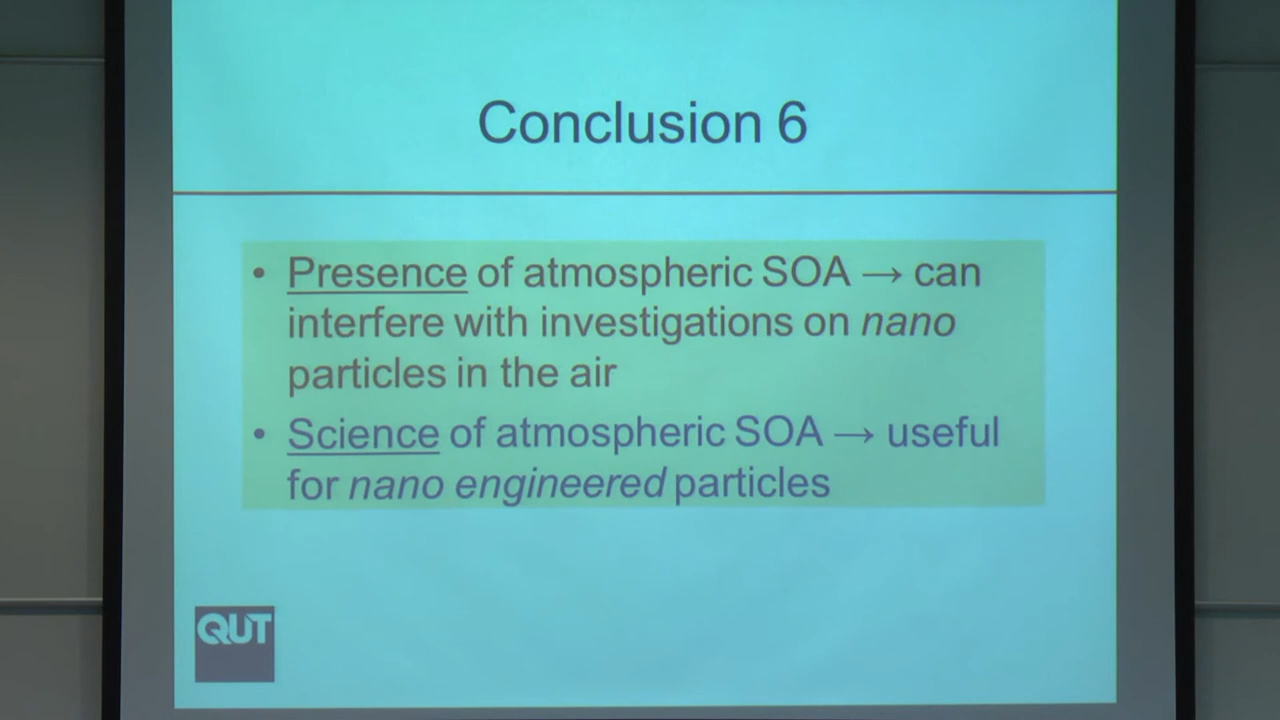 Conclusion 6
• Presence of atmospheric SOA → can
interfere with investigations on nano
particles in the air
• Science of atmospheric SOA → useful
for nano engineered particles
QUT